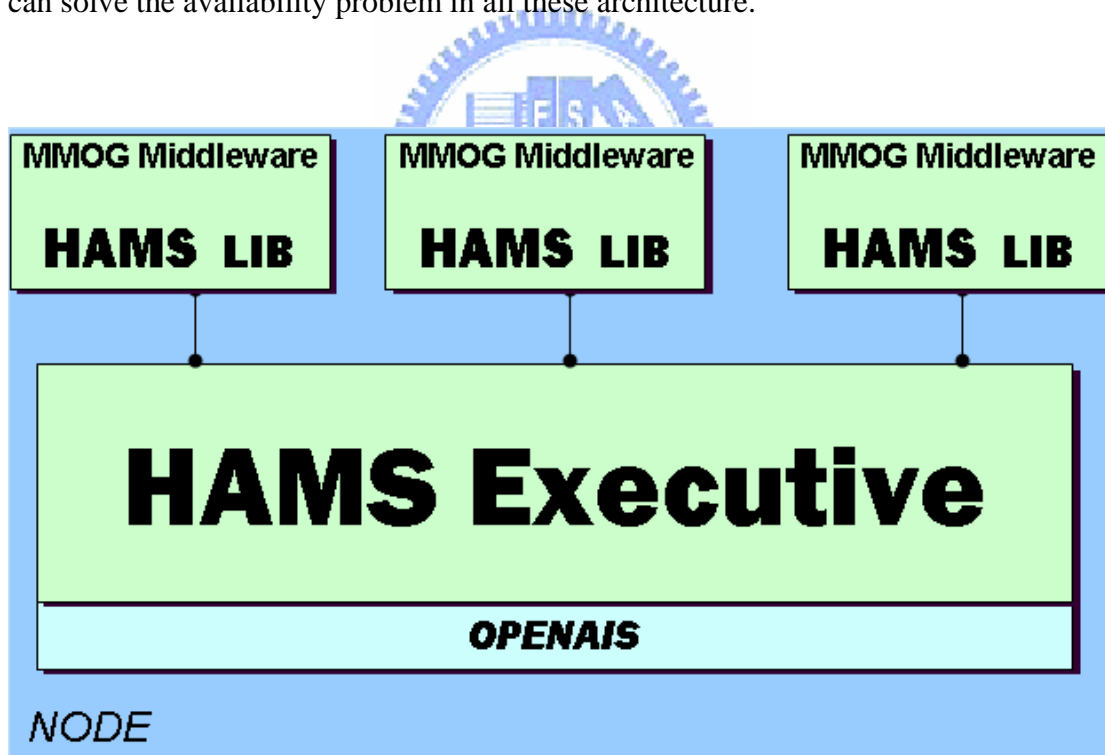 can solve the availability problem in all these architecture.
ES
MMOG Middleware MMOG Middleware MMOG Middleware
HAMS LIB HAMS LIB HAMS LIB
HAMS Executive
OPENAIS
NODE